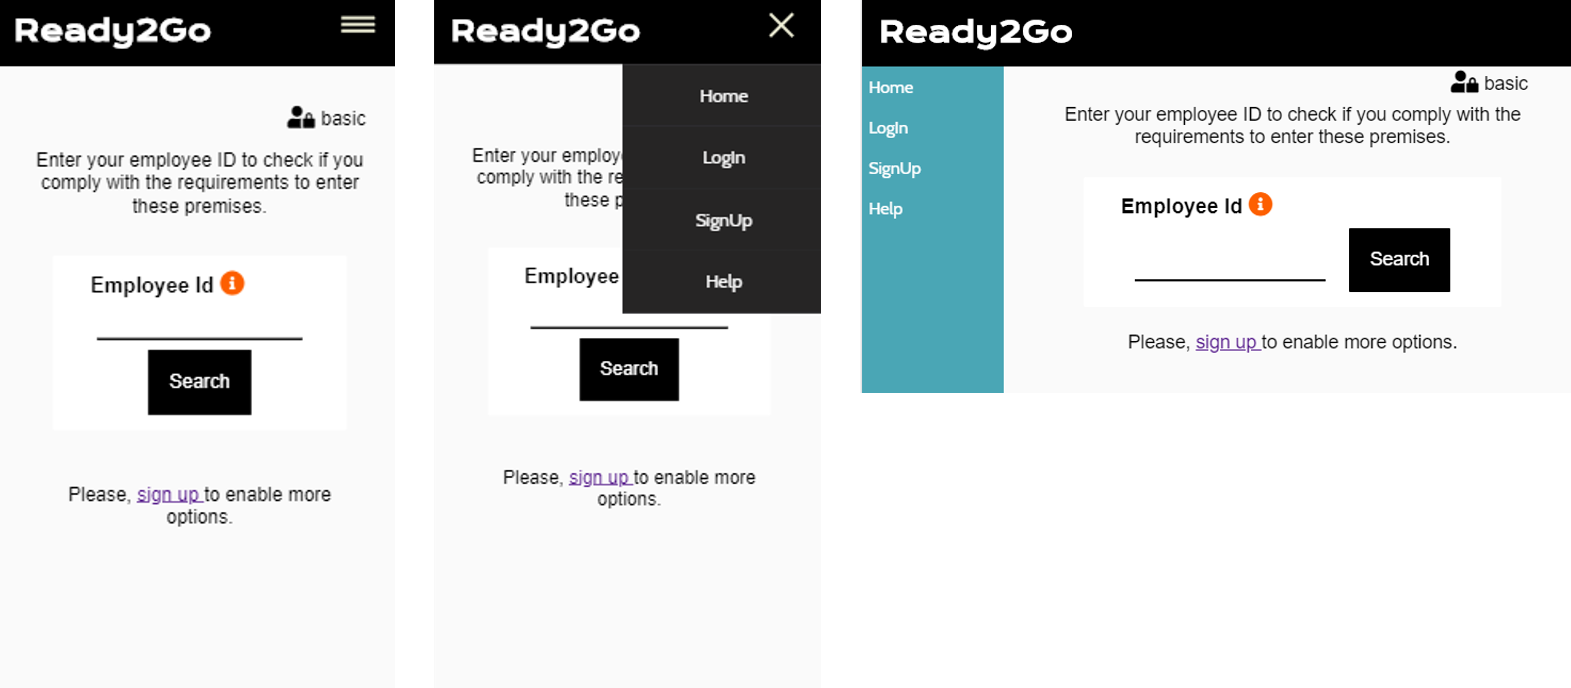 Ready2Go
basic
Enter your employee ID to check if you
comply with the requirements to enter
these premises.
Employee Id
Search
Please, sign up to enable more
options.
Ready2Go
Home
LogIn
SignUp
Help
Enter your employ
comply with the re
these p
Employee
Search
Please, sign up to enable more
options.
Ready2Go
Home
LogIn
SignUp
Help
basic
Enter your employee ID to check if you comply with the
requirements to enter these premises.
Employee Id
Search
Please, sign up to enable more options.